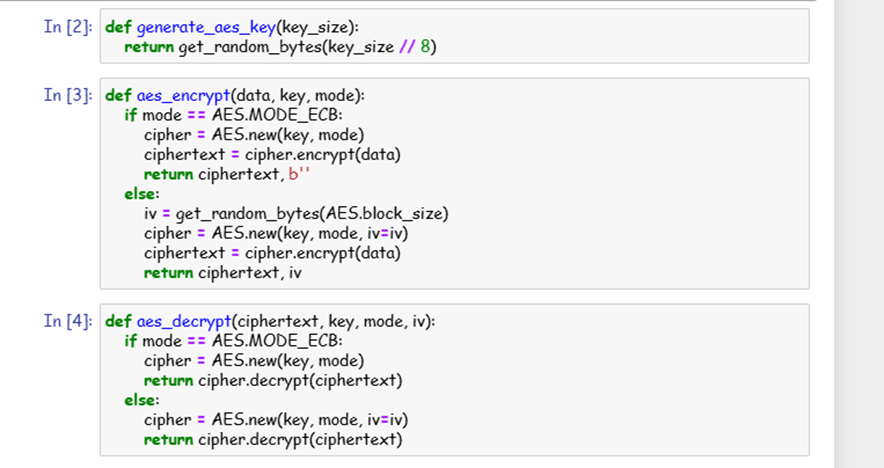 In [2]: def generate_aes_key(key_size):
    return get_random_bytes(key_size // 8)
In [3]: def aes_encrypt(data, key, mode):
    if mode == AES.MODE_ECB:
        cipher = AES.new(key, mode)
        ciphertext = cipher.encrypt(data)
        return ciphertext, b''
    else:
        iv = get_random_bytes(AES.block_size)
        cipher = AES.new(key, mode, iv=iv)
        ciphertext = cipher.encrypt(data)
        return ciphertext, iv
In [4]: def aes_decrypt(ciphertext, key, mode, iv):
    if mode == AES.MODE_ECB:
        cipher = AES.new(key, mode)
        return cipher.decrypt(ciphertext)
    else:
        cipher = AES.new(key, mode, iv=iv)
        return cipher.decrypt(ciphertext)